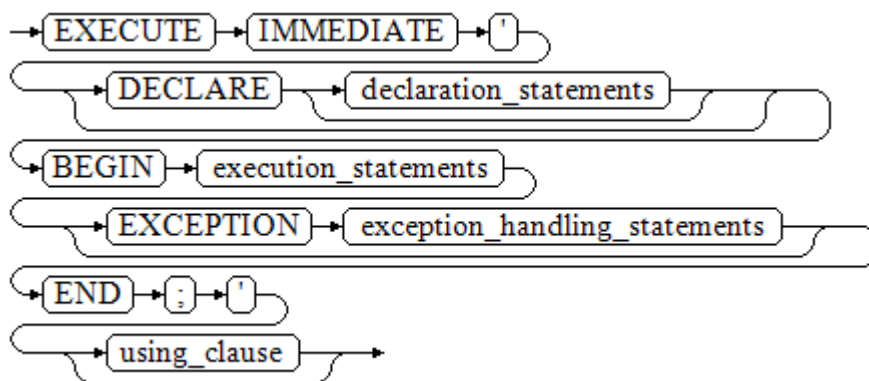 EXECUTE IMMEDIATE '
DECLARE declaration_statements
BEGIN execution_statements
EXCEPTION exception_handling_statements
END ; '
using_clause